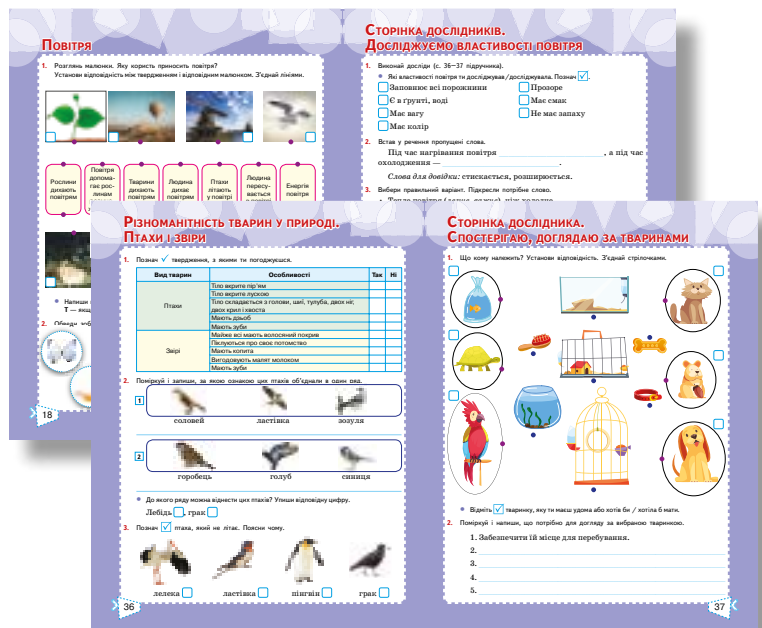 ПОВІТРЯ
1. Розглянь малюнки. Яку користь приносить повітря?
Установи відповідність між твердженням і відповідним малюнком. З'єднай лініями.
Рослини дихають повітрям
Повітря допома-гає рос-линам
Тварини дихають повітрям
Людина дихає повітрям
Птахи літають у повітрі
Людина пересу-вається
Енергія повітря
Напиши
Т — якщ
2.
18
СТОРІНКА ДОСЛІДНИКІВ.
ДОСЛІДЖУЄМО ВЛАСТИВОСТІ ПОВІТРЯ
1. Виконай досліди (с. 36–37 підручника).
• Які властивості повітря ти досліджував/досліджувала. Познач ✓.
Заповнює всі порожнини
Прозоре
Є в ґрунті, воді
Має смак
Має вагу
Не має запаху
Має колір
2. Встав у речення пропущені слова.
Під час нагрівання повітря , а під час
охолодження — .
Слова для довідки: стискається, розширюється.
3. Вибери правильний варіант. Підкресли потрібне слово.
РІЗНОМАНІТНІСТЬ ТВАРИН У ПРИРОДІ.
ПТАХИ І ЗВІРИ
1. Познач ✓ твердження, з якими ти погоджуєшся.
Вид тварин Особливості Так Ні
Птахи
Тіло вкрите пір'ям
Тіло вкрите лускою
Тіло складається з голови, шиї, тулуба, двох ніг,
двох крил і хвоста
Мають дзьоб
Мають зуби
Звірі
Майже всі мають волосяний покрив
Піклуються про своє потомство
Мають копита
Вигодовують малят молоком
Мають зуби
2. Поміркуй і запиши, за якою ознакою цих птахів об'єднали в один ряд.
1
соловей ластівка зозуля
2
горобець голуб синиця
• До якого ряду можна віднести цих птахів? Упиши відповідну цифру.
Лебідь , грак
3. Познач ✓ птаха, який не літає. Поясни чому.
лелека ластівка пінгвін грак
36
СТОРІНКА ДОСЛІДНИКА.
СПОСТЕРІГАЮ, ДОГЛЯДАЮ ЗА ТВАРИНАМИ
1. Що кому належить? Установи відповідність. З'єднай стрілочками.
• Відміть ✓ тваринку, яку ти маєш удома або хотів би / хотіла б мати.
2. Поміркуй і напиши, що потрібно для догляду за вибраною тваринкою.
1. Забезпечити їй місце для перебування.
2.
3.
4.
5.
37